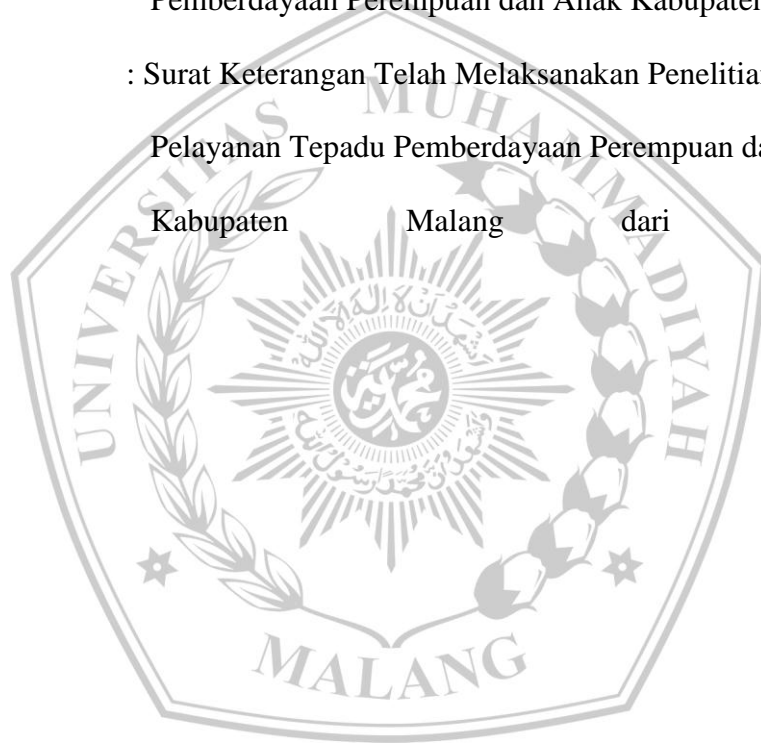 Pemberdayaan Perempuan dan Anak Kabupaten
: Surat Keterangan Telah Melaksanakan Penelitian
Pelayanan Tepadu Pemberdayaan Perempuan da
Kabupaten Malang dari
UNIVERSITAS MUHAMMADIYAH
MALANG